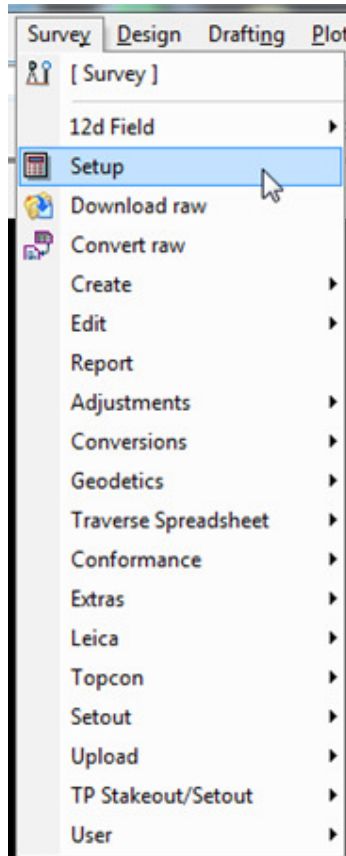 Survey Design Drafting Plot
[ Survey ]
12d Field
Setup
Download raw
Convert raw
Create
Edit
Report
Adjustments
Conversions
Geodetics
Traverse Spreadsheet
Conformance
Extras
Leica
Topcon
Setout
Upload
TP Stakeout/Setout
User